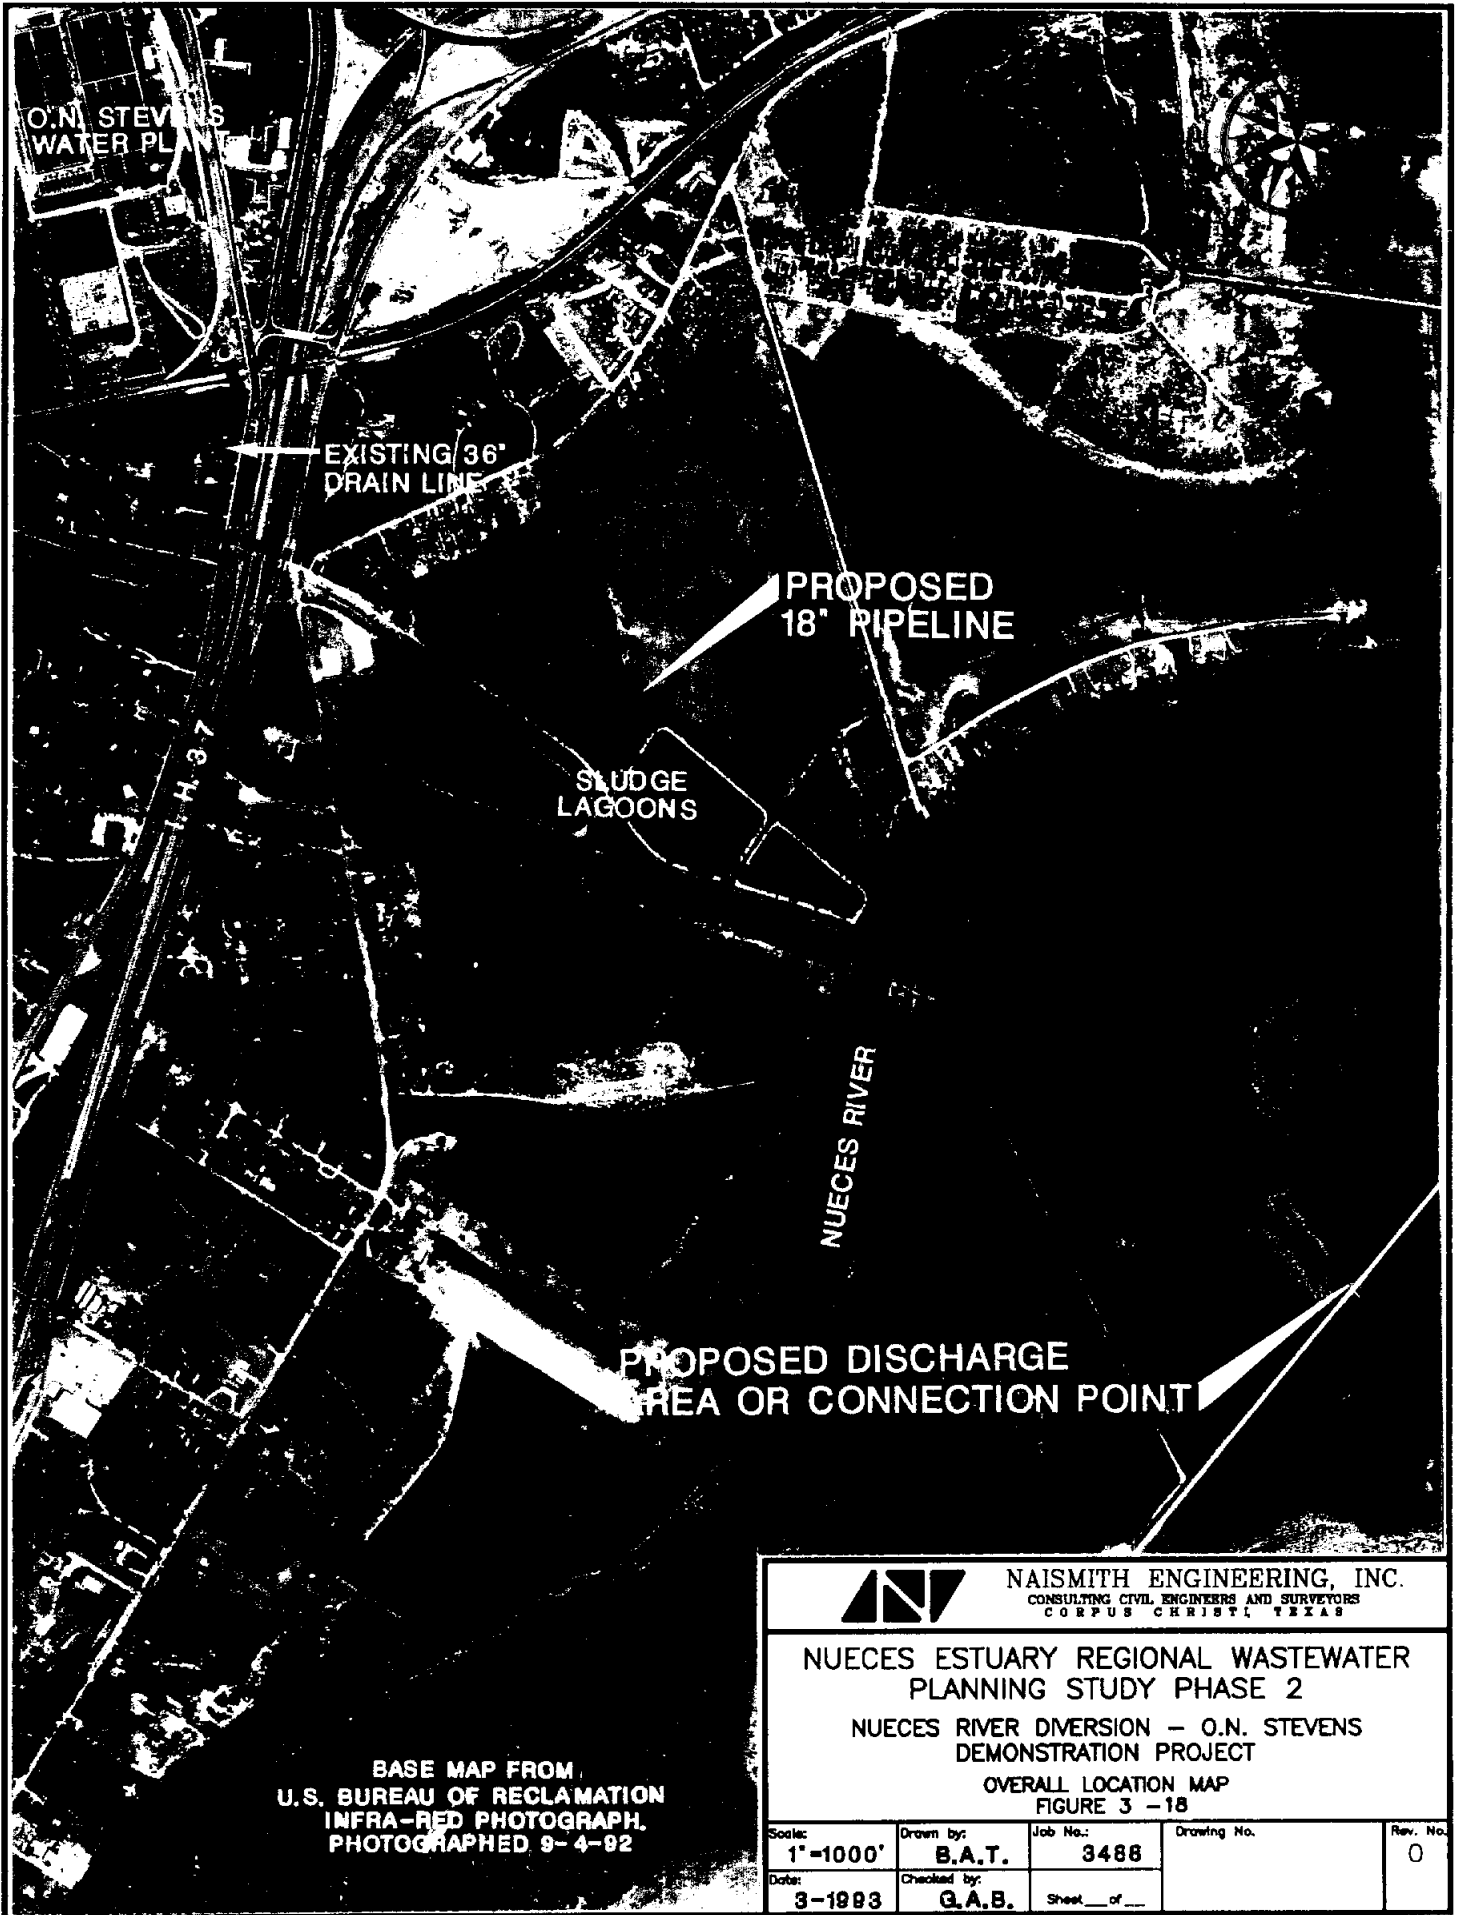 O.N. STEVENS
WATER PLANT
EXISTING 36"
DRAIN LINE
PROPOSED
18" PIPELINE
I.H. 37
SLUDGE
LAGOONS
NUECES RIVER
PROPOSED DISCHARGE
AREA OR CONNECTION POINT
BASE MAP FROM
U.S. BUREAU OF RECLAMATION
INFRA-RED PHOTOGRAPH.
PHOTOGRAPHED 9-4-92
NAISMITH ENGINEERING, INC.
CONSULTING CIVIL ENGINEERS AND SURVEYORS
CORPUS CHRISTI, TEXAS
NUECES ESTUARY REGIONAL WASTEWATER
PLANNING STUDY PHASE 2
NUECES RIVER DIVERSION - O.N. STEVENS
DEMONSTRATION PROJECT
OVERALL LOCATION MAP
FIGURE 3 -18
Scale: 1"=1000'
Drawn by: B.A.T.
Job No.: 3488
Drawing No.
Rev. No. 0
Date: 3-1993
Checked by: G.A.B.
Sheet__of__